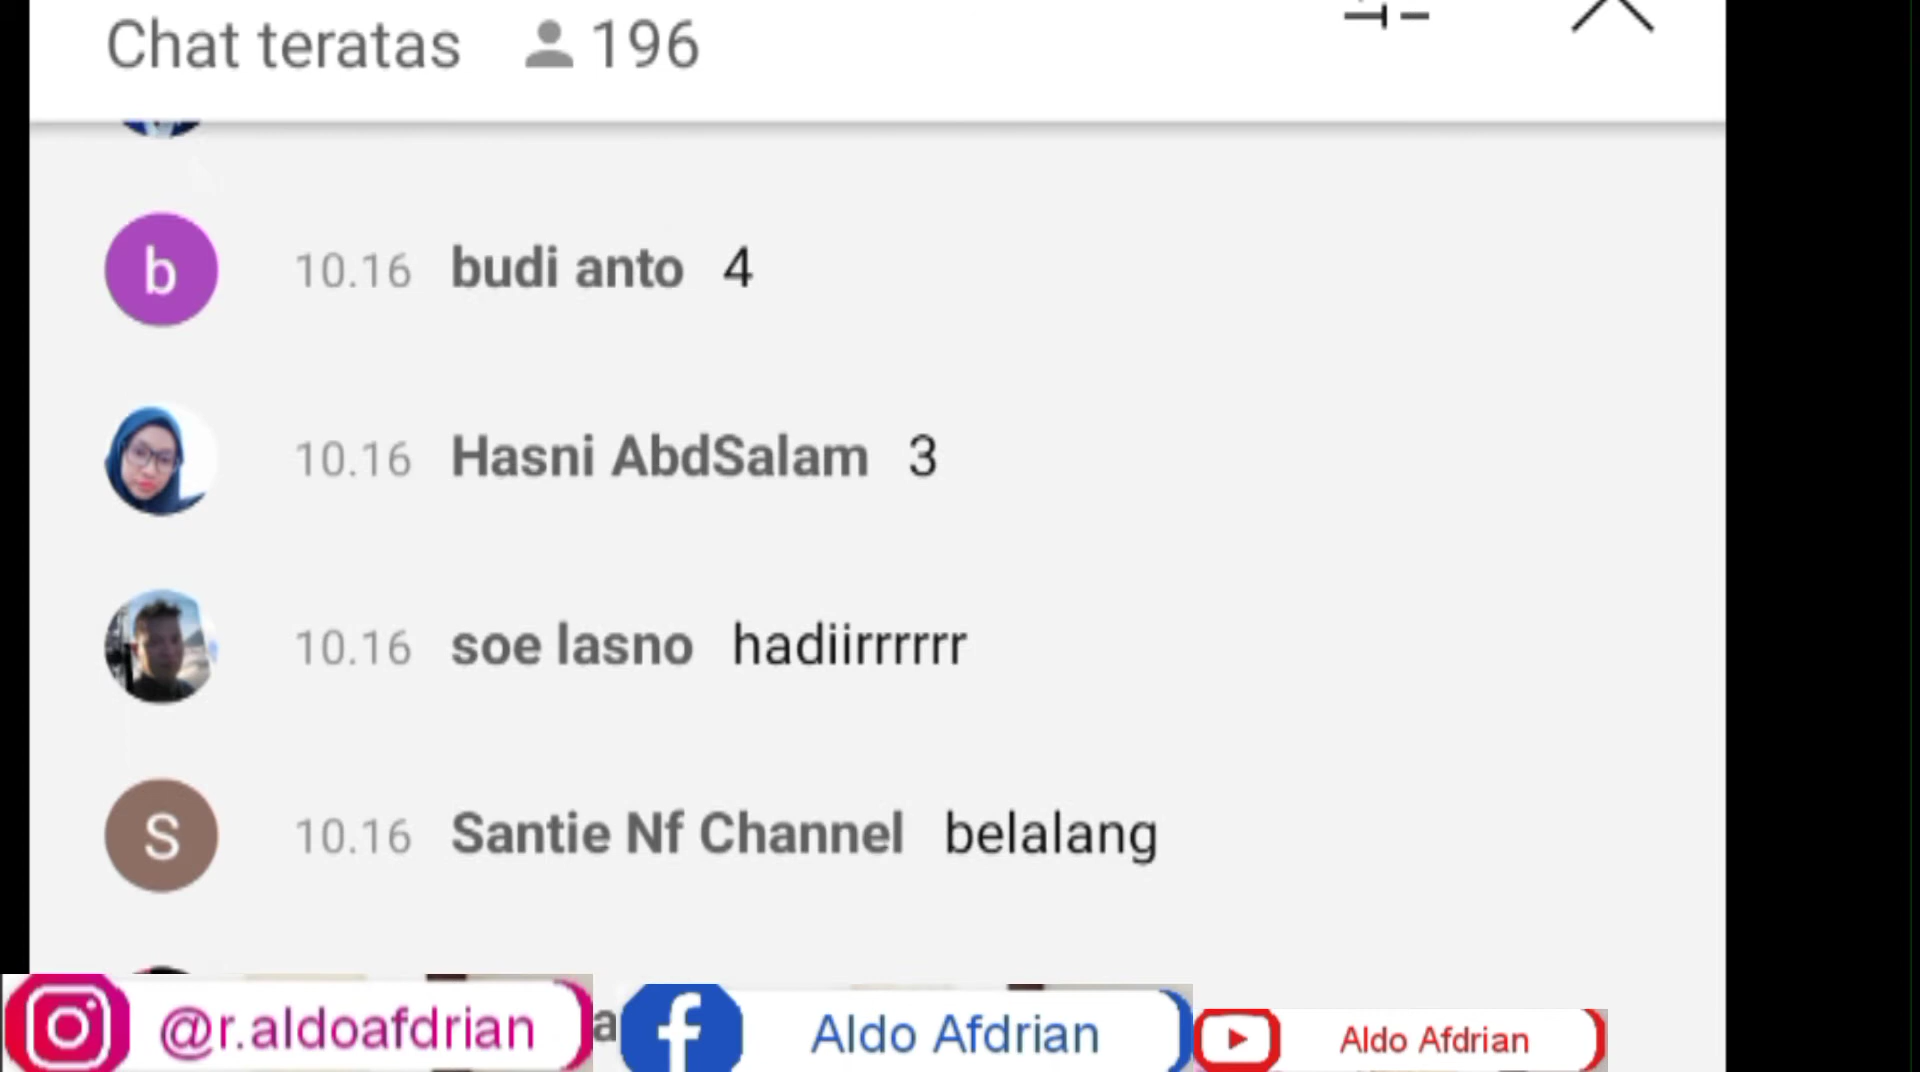 Chat teratas 196
b 10.16 budi anto 4
10.16 Hasni AbdSalam 3
10.16 soe lasno hadiirrrrrr
S 10.16 Santie Nf Channel belalang
@r.aldoafdrian Aldo Afdrian Aldo Afdrian